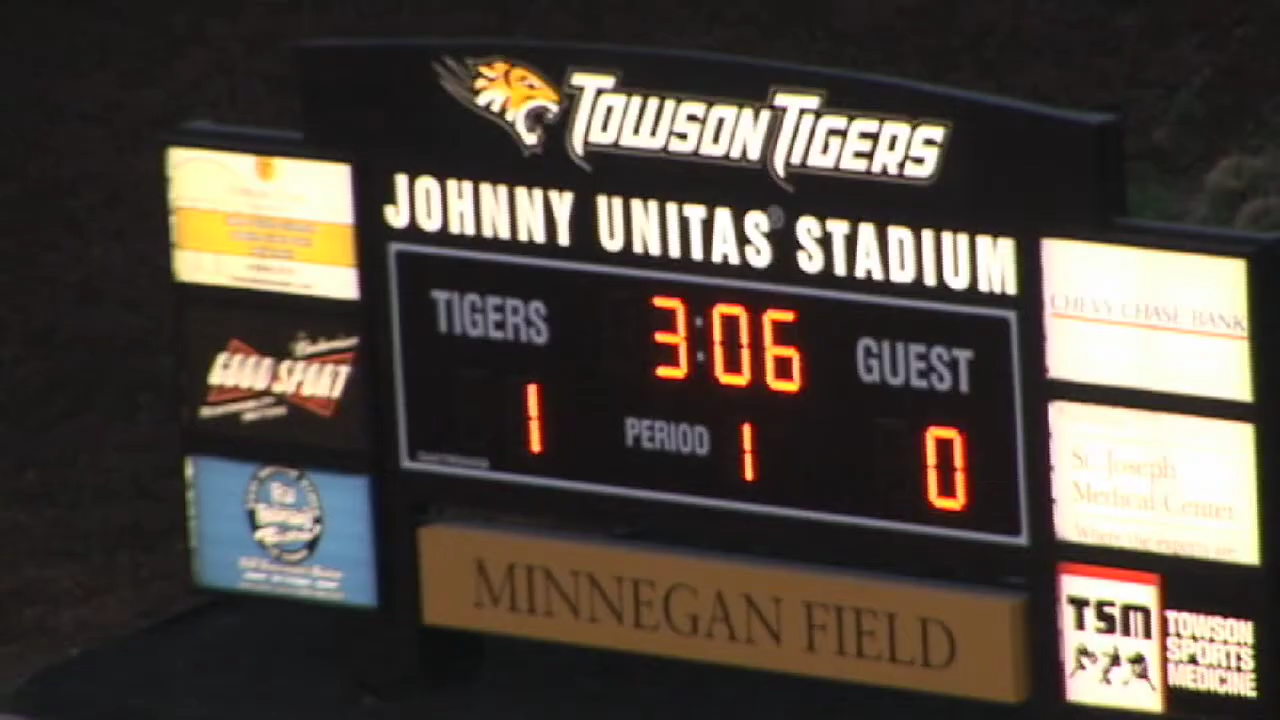 TOWSON TIGERS
JOHNNY UNITAS® STADIUM
TIGERS
3:06
GUEST
1
PERIOD
1
0
MINNEGAN FIELD
GOOD SPORT
CHEVY CHASE BANK
St. Joseph
Medical Center
TSM
TOWSON
SPORTS
MEDICINE